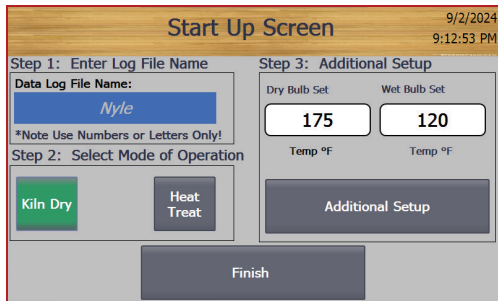 Start Up Screen
9/2/2024
9:12:53 PM
Step 1: Enter Log File Name
Data Log File Name:
Nyle
*Note Use Numbers or Letters Only!
Step 2: Select Mode of Operation
Kiln Dry
Heat
Treat
Step 3: Additional Setup
Dry Bulb Set
Wet Bulb Set
175
120
Temp ºF
Temp ºF
Additional Setup
Finish